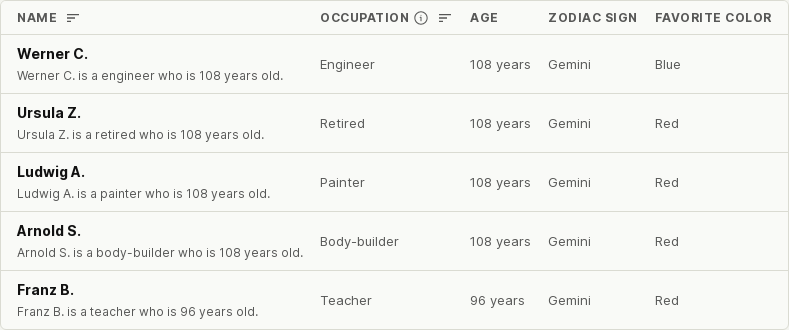 NAME OCCUPATION AGE ZODIAC SIGN FAVORITE COLOR
Werner C.
Werner C. is a engineer who is 108 years old. Engineer 108 years Gemini Blue
Ursula Z.
Ursula Z. is a retired who is 108 years old. Retired 108 years Gemini Red
Ludwig A.
Ludwig A. is a painter who is 108 years old. Painter 108 years Gemini Red
Arnold S.
Arnold S. is a body-builder who is 108 years old. Body-builder 108 years Gemini Red
Franz B.
Franz B. is a teacher who is 96 years old. Teacher 96 years Gemini Red